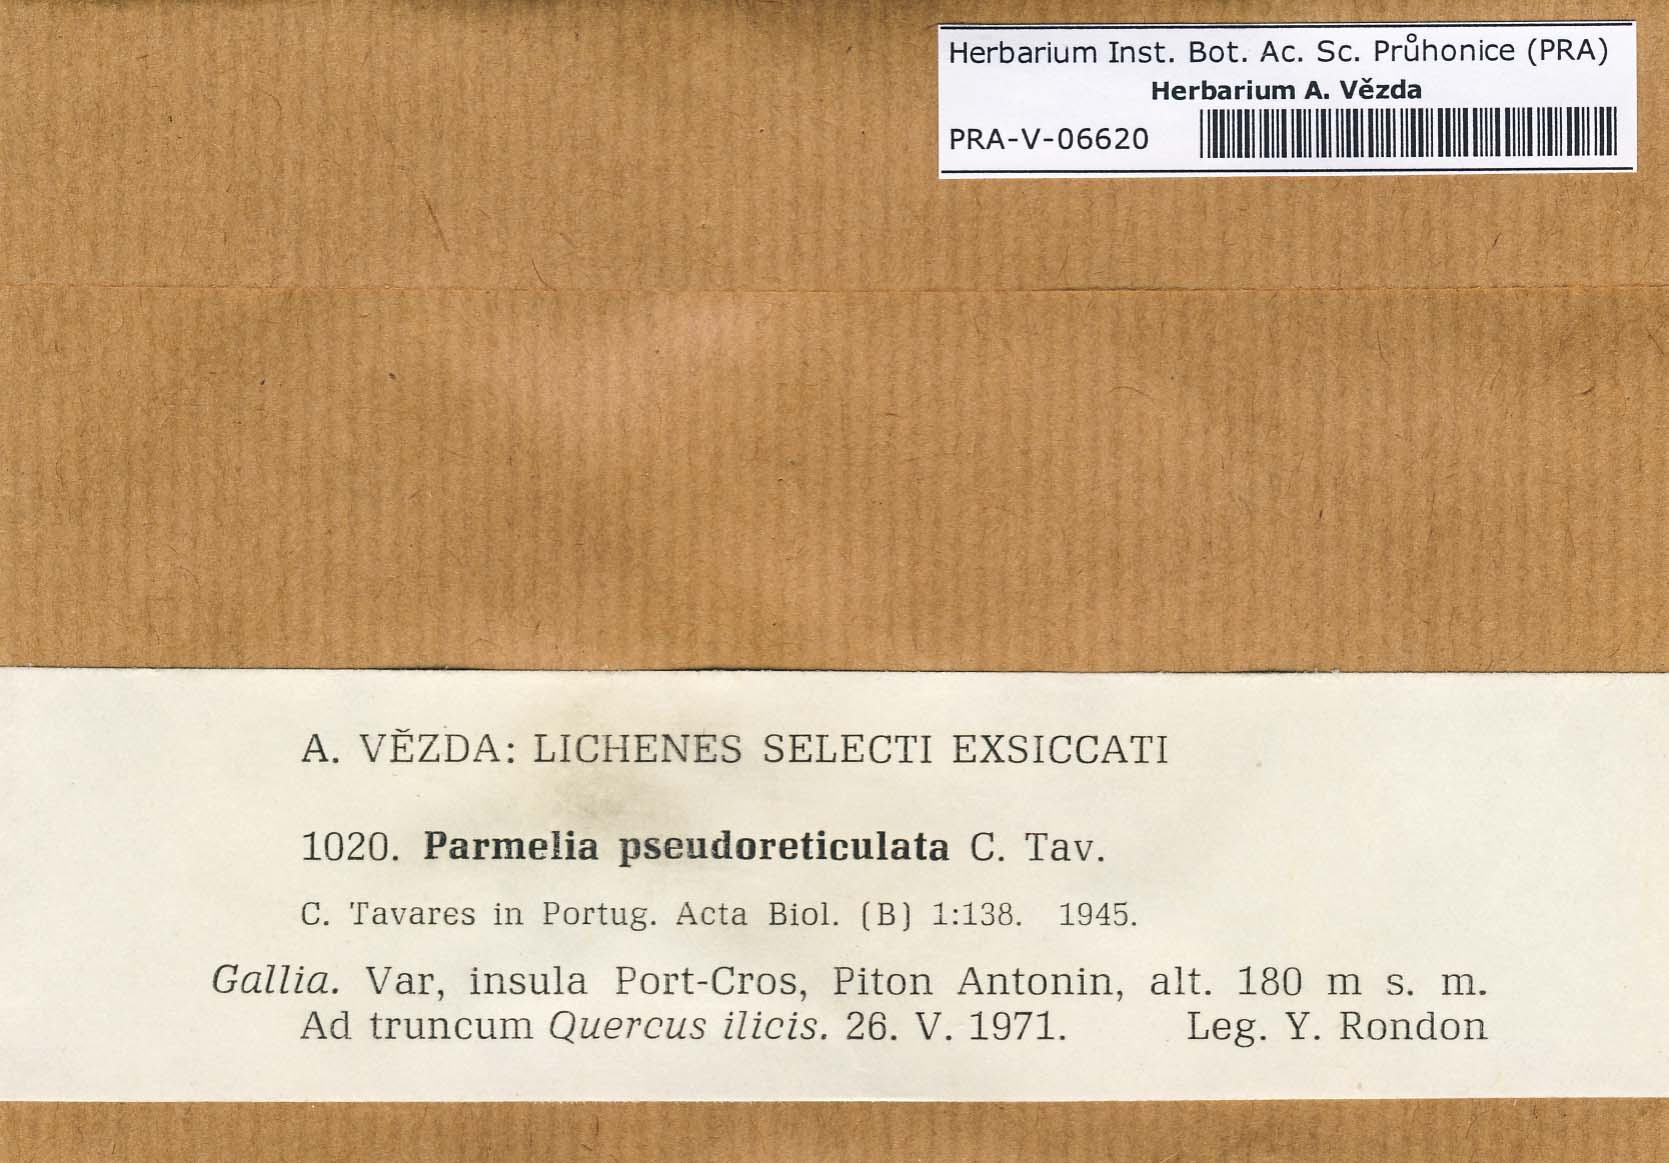 Herbarium Inst. Bot. Ac. Sc. Průhonice (PRA)
Herbarium A. Vězda
PRA-V-06620
A. VĚZDA: LICHENES SELECTI EXSICCATI
1020. Parmelia pseudoreticulata C. Tav.
C. Tavares in Portug. Acta Biol. (B) 1:138. 1945.
Gallia. Var, insula Port-Cros, Piton Antonin, alt. 180 m s. m.
Ad truncum Quercus ilicis. 26. V. 1971. Leg. Y. Rondon